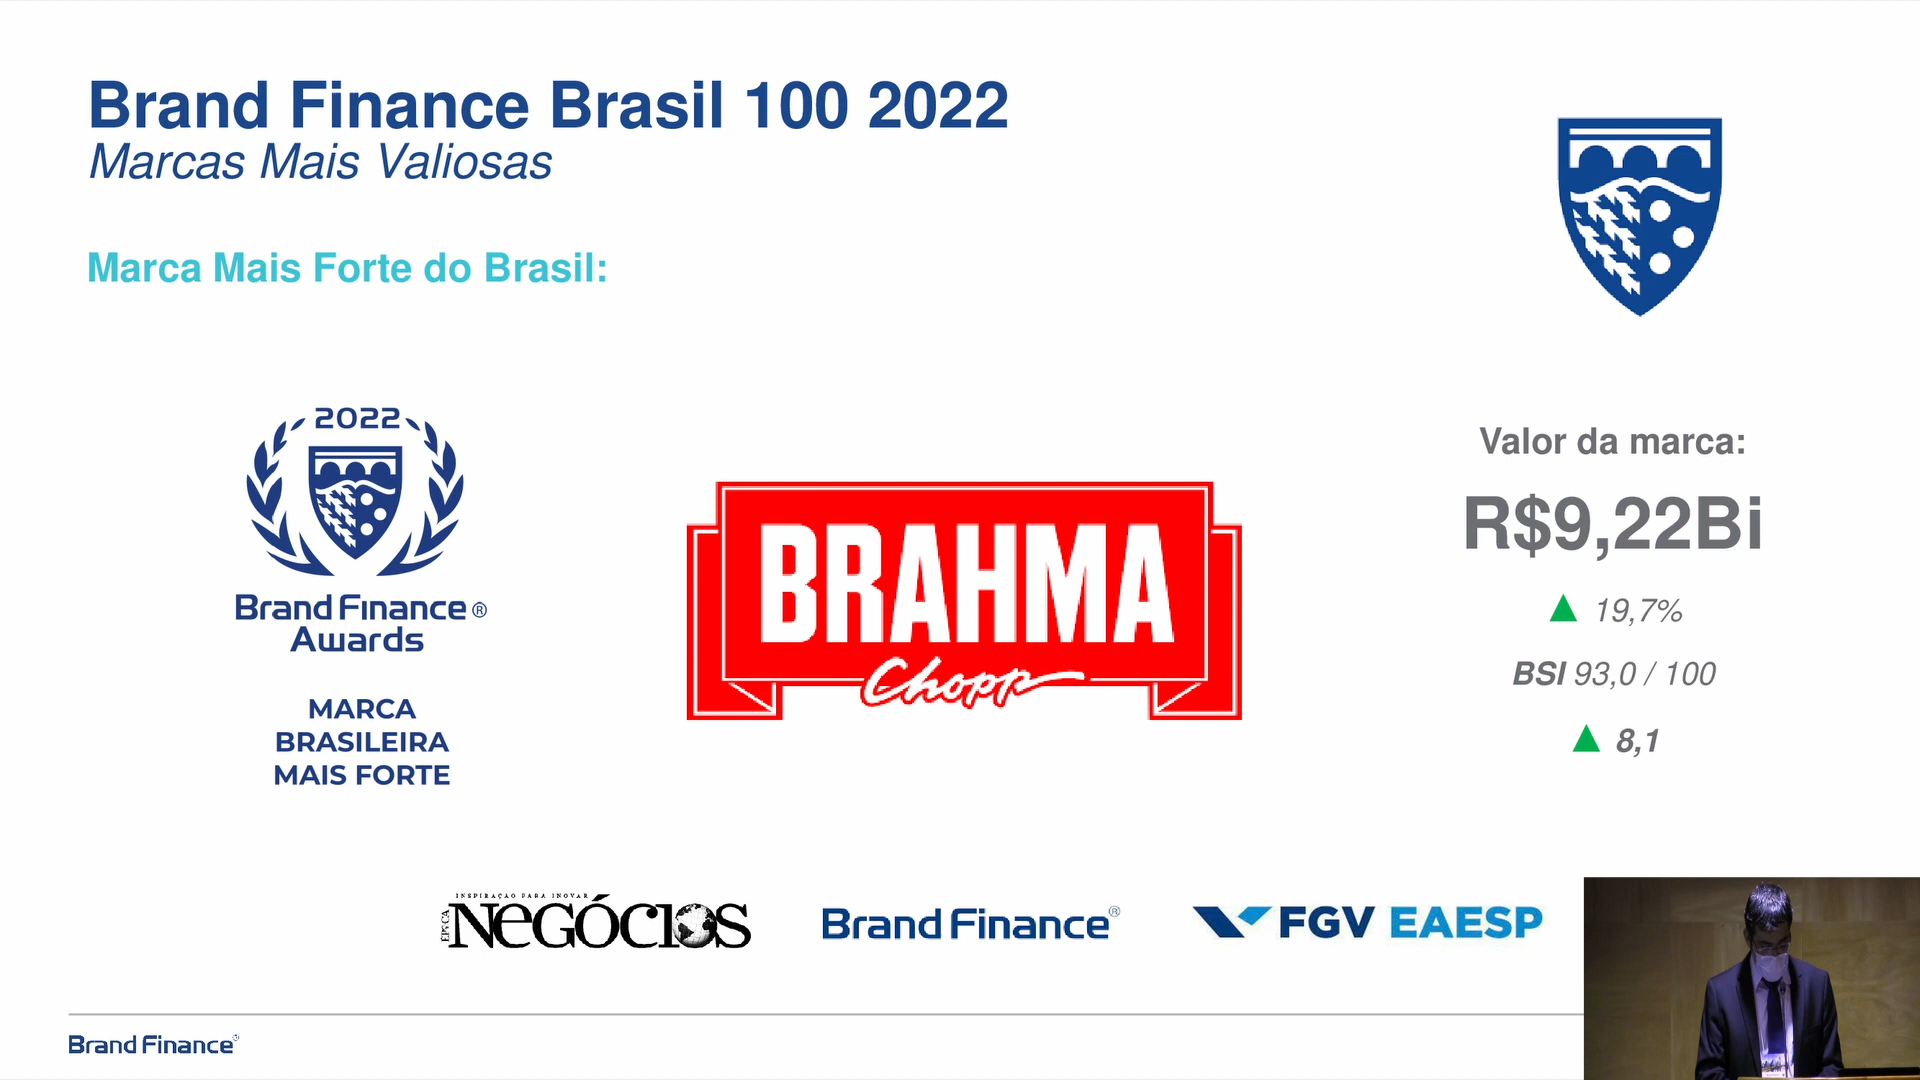 Brand Finance Brasil 100 2022
Marcas Mais Valiosas
Marca Mais Forte do Brasil:
2022
Brand Finance®
Awards
MARCA
BRASILEIRA
MAIS FORTE
BRAHMA
Chopp
Valor da marca:
R$9,22Bi
▲ 19,7%
BSI 93,0 / 100
▲ 8,1
INSPIRAÇÃO PARA INOVAR
ÉPOCA
NEGÓCIOS
Brand Finance®
FGV EAESP
Brand Finance®